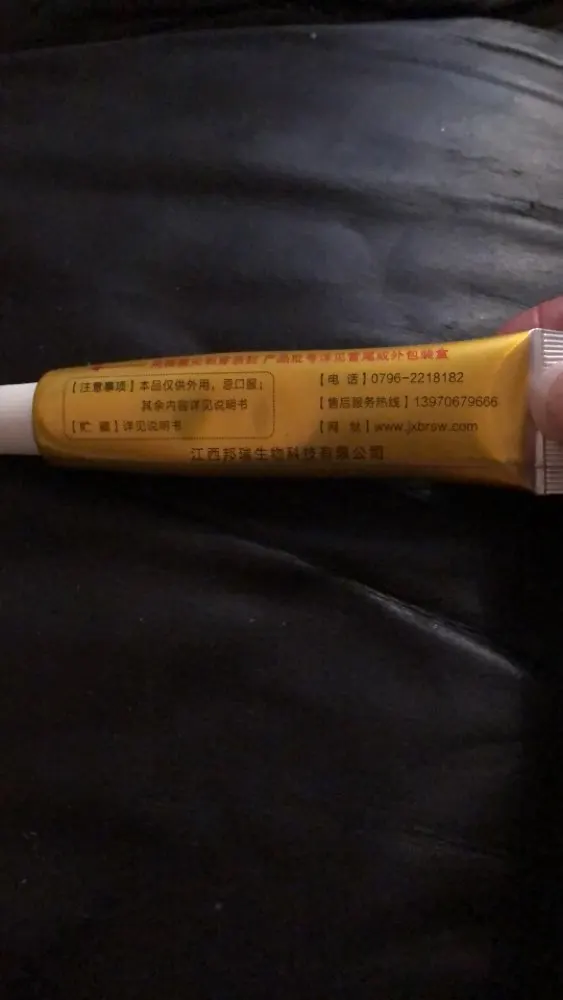 产品批号详见管尾或外包装盒
【注意事项】本品仅供外用，忌口服；
其余内容详见说明书
【贮 藏】详见说明书
【电 话】0796-2218182
【售后服务热线】13970679666
【网 址】www.jxbrsw.com
江西邦瑞生物科技有限公司